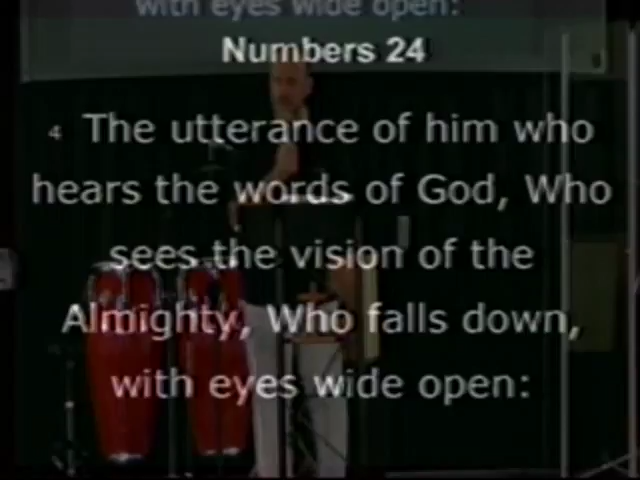 with eyes wide open:
Numbers 24
4 The utterance of him who
hears the words of God, Who
sees the vision of the
Almighty, Who falls down,
with eyes wide open: